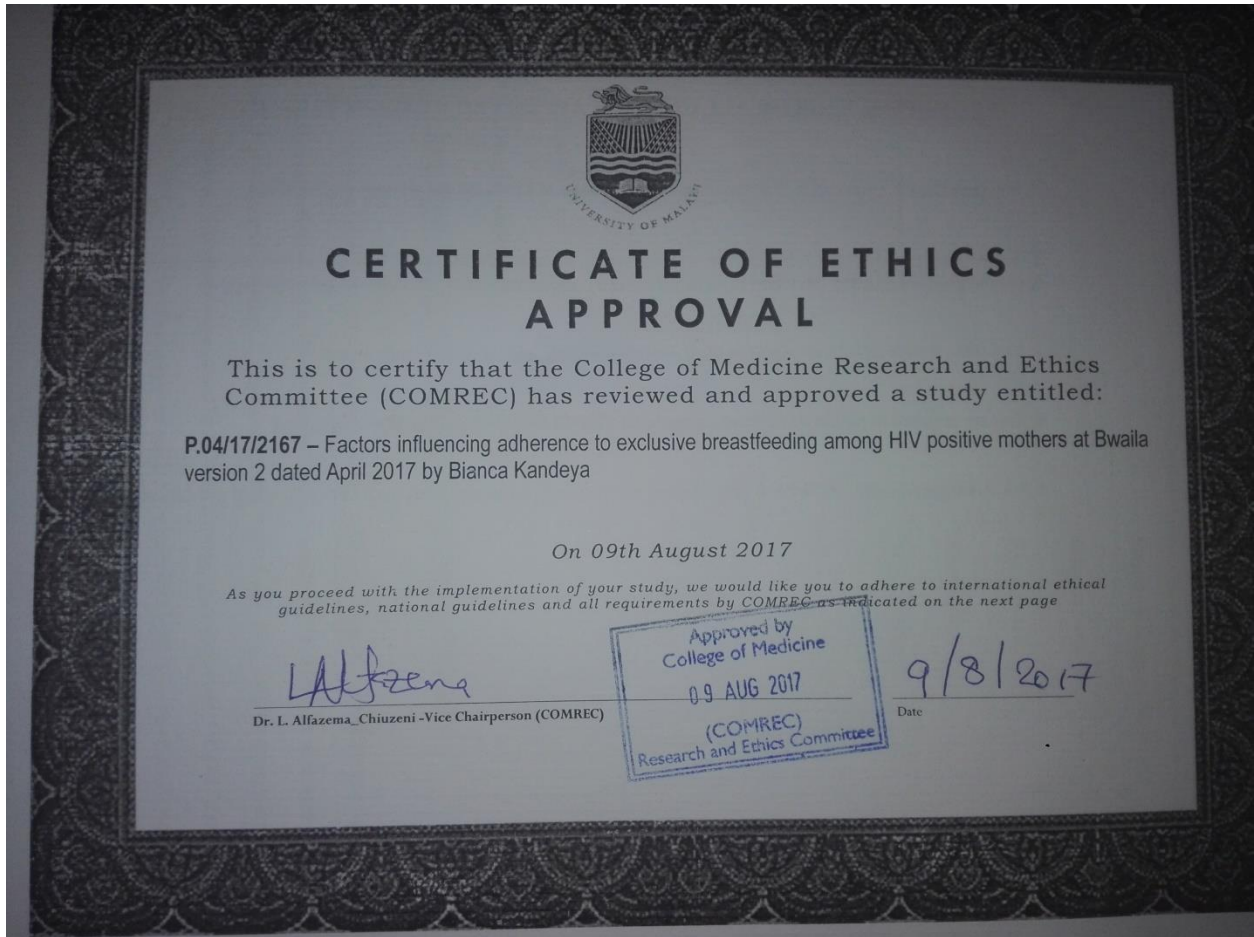 UNIVERSITY OF MALAWI
CERTIFICATE OF ETHICS
APPROVAL
This is to certify that the College of Medicine Research and Ethics
Committee (COMREC) has reviewed and approved a study entitled:
P.04/17/2167 – Factors influencing adherence to exclusive breastfeeding among HIV positive mothers at Bwaila
version 2 dated April 2017 by Bianca Kandeya
On 09th August 2017
As you proceed with the implementation of your study, we would like you to adhere to international ethical
guidelines, national guidelines and all requirements by COMREC as indicated on the next page
LAlfazema
Dr. L. Alfazema_Chiuzeni -Vice Chairperson (COMREC)
Approved by
College of Medicine
09 AUG 2017
(COMREC)
Research and Ethics Committee
9/8/2017
Date